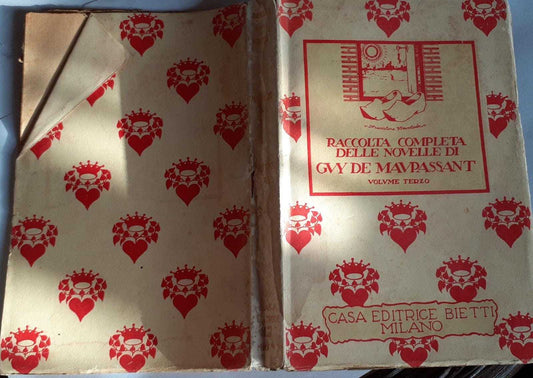 RACCOLTA COMPLETA
DELLE NOVELLE DI
GVY DE MAVPASSANT
VOLVME TERZO
CASA EDITRICE BIETTI
MILANO